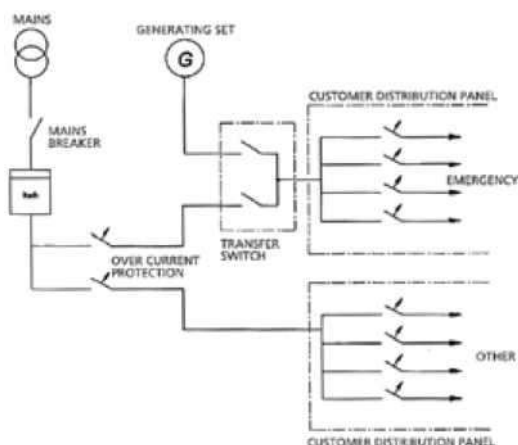 MAINS
GENERATING SET
G
CUSTOMER DISTRIBUTION PANEL
MAINS
BREAKER
EMERGENCY
kwh
OVER CURRENT
PROTECTION
TRANSFER
SWITCH
OTHER
CUSTOMER DISTRIBUTION PANEL